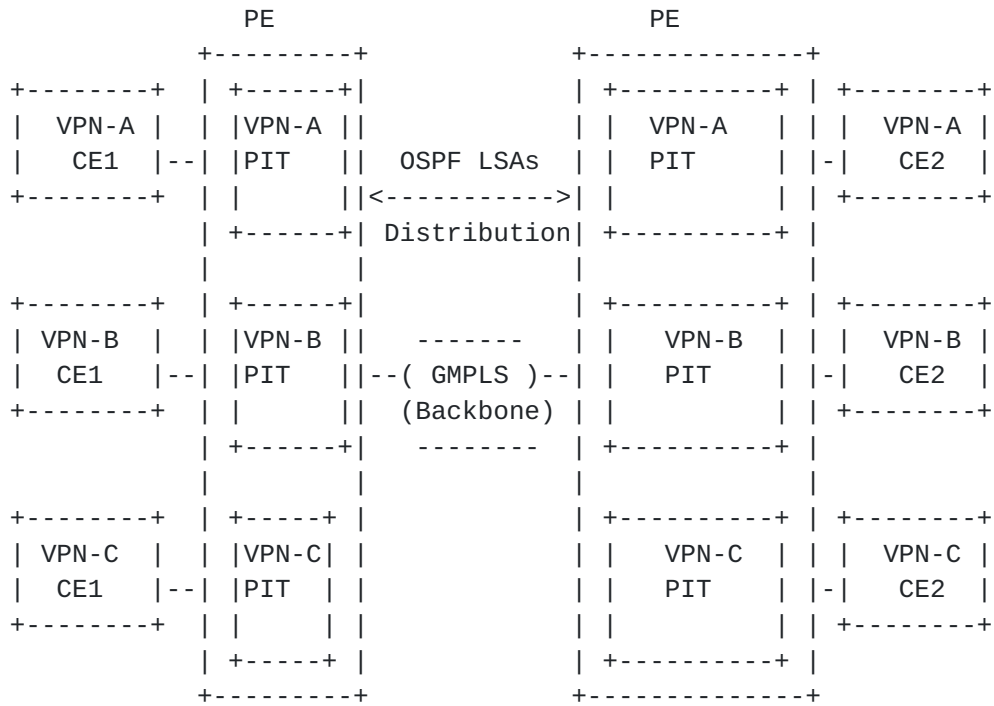 PE PE
VPN-A VPN-A VPN-A VPN-A
CE1 PIT OSPF LSAs PIT CE2
Distribution
VPN-B VPN-B VPN-B VPN-B
CE1 PIT GMPLS PIT CE2
(Backbone)
VPN-C VPN-C VPN-C VPN-C
CE1 PIT PIT CE2